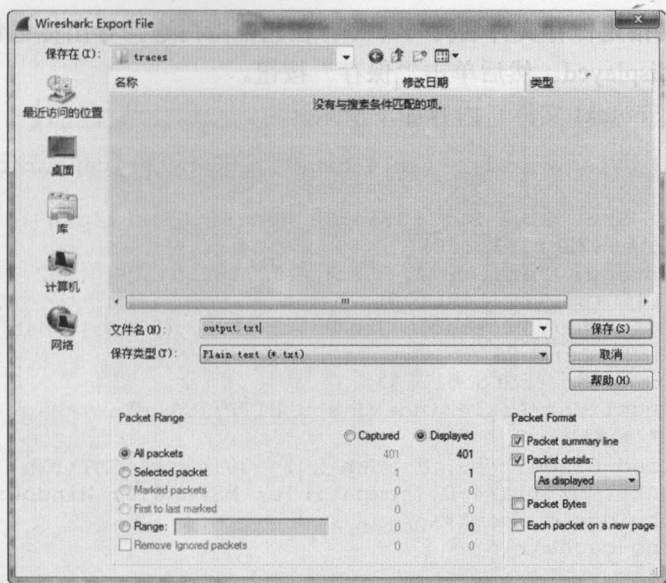 Wireshark: Export File
保存在(I):
traces
名称
修改日期
类型
没有与搜索条件匹配的项。
最近访问的位置
桌面
库
计算机
网络
文件名(N):
output.txt
保存(S)
保存类型(T):
Plain text (*.txt)
取消
帮助(H)
Packet Range
Packet Format
Captured
Displayed
All packets
401
401
Selected packet
1
1
Marked packets
0
0
First to last marked
0
0
Range:
0
0
Remove Ignored packets
0
0
Packet summary line
Packet details:
As displayed
Packet Bytes
Each packet on a new page